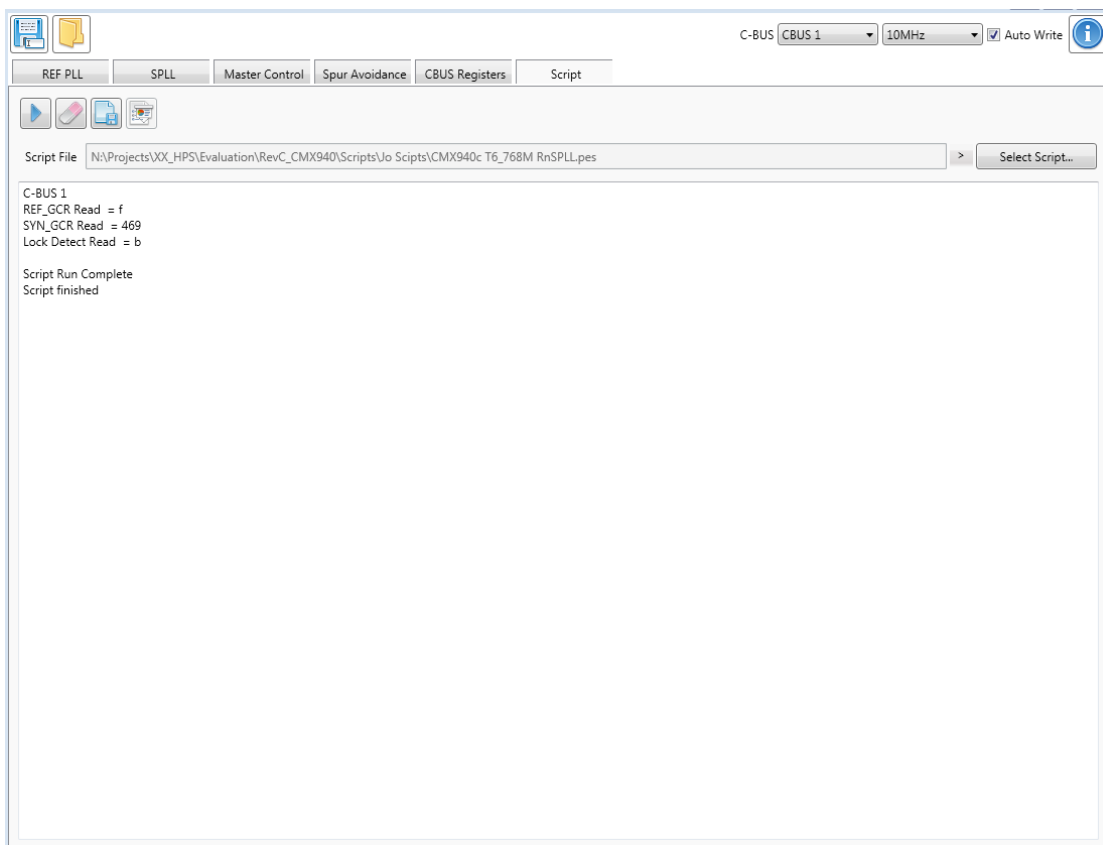 C-BUS CBUS 1 10MHz Auto Write
REF PLL SPLL Master Control Spur Avoidance CBUS Registers Script
Script File N:\Projects\XX_HPS\Evaluation\RevC_CMX940\Scripts\Jo Scipts\CMX940c T6_768M RnSPLL.pes > Select Script...
C-BUS 1
REF_GCR Read = f
SYN_GCR Read = 469
Lock Detect Read = b
Script Run Complete
Script finished